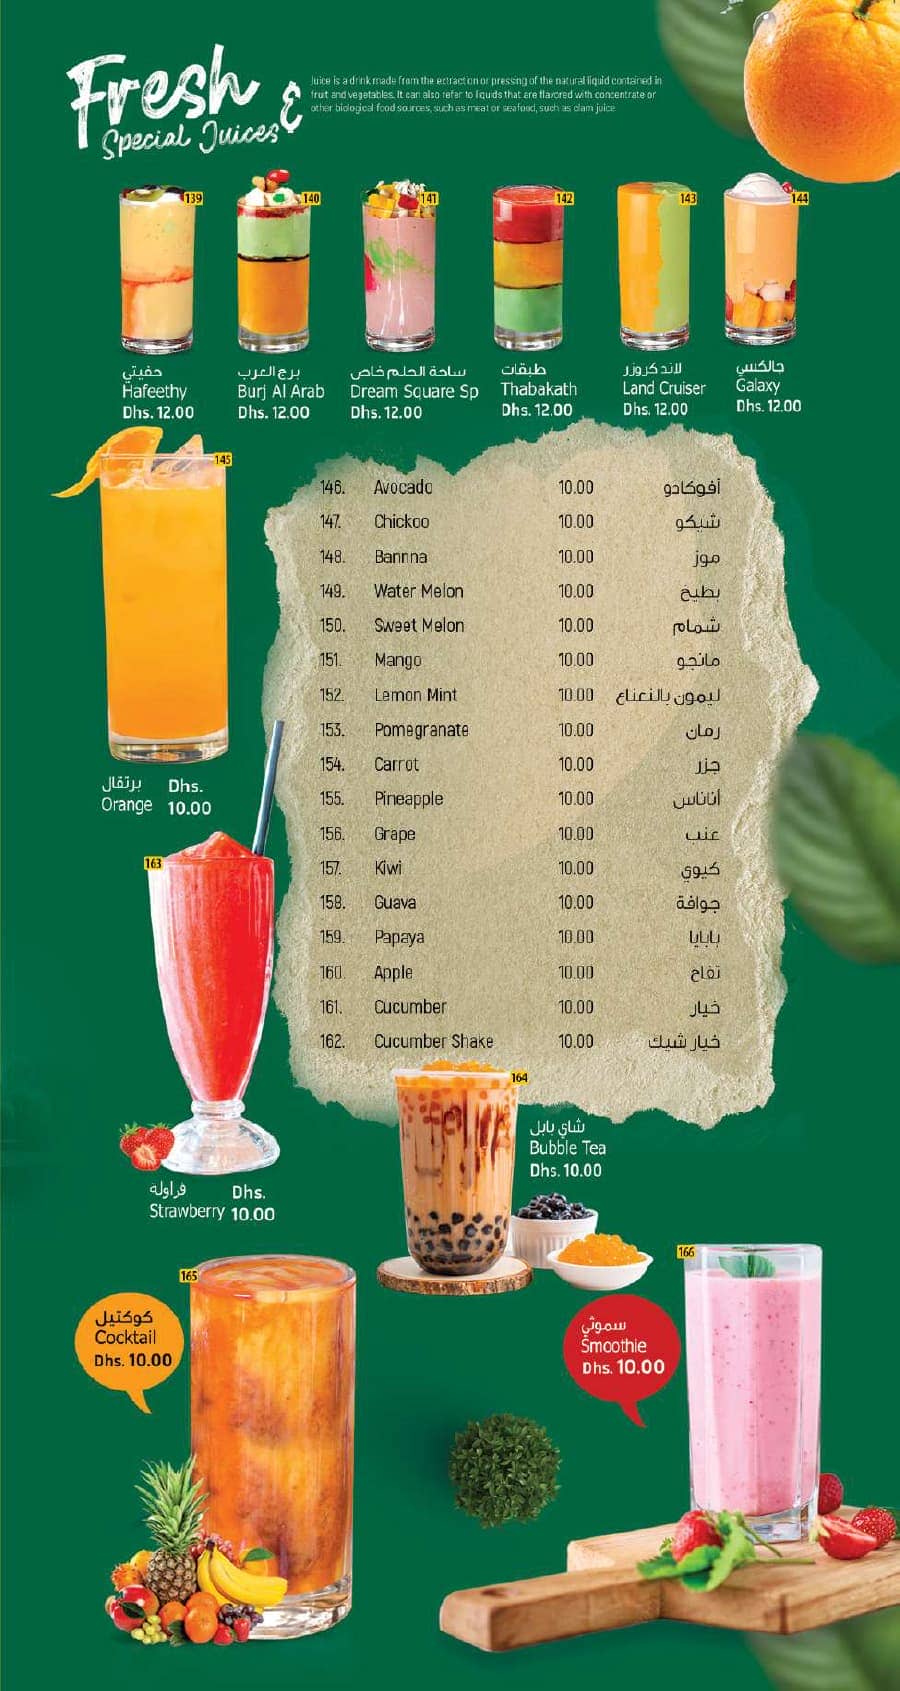 Fresh &
Special Juices
Juice is a drink made from the extraction or pressing of the natural liquid contained in
fruit and vegetables. It can also refer to liquids that are flavored with concentrate or
other biological food sources, such as meat or seafood, such as clam juice.
139
حفيتي
Hafeethy
Dhs. 12.00
140
برج العرب
Burj Al Arab
Dhs. 12.00
141
ساحة الحلم خاص
Dream Square Sp
Dhs. 12.00
142
طبقات
Thabakath
Dhs. 12.00
143
لاند كروزر
Land Cruiser
Dhs. 12.00
144
جالكسي
Galaxy
Dhs. 12.00
145
برتقال Dhs.
Orange 10.00
146. Avocado 10.00 أفوكادو
147. Chickoo 10.00 شيكو
148. Bannna 10.00 موز
149. Water Melon 10.00 بطيخ
150. Sweet Melon 10.00 شمام
151. Mango 10.00 مانجو
152. Lemon Mint 10.00 ليمون بالنعناع
153. Pomegranate 10.00 رمان
154. Carrot 10.00 جزر
155. Pineapple 10.00 أناناس
156. Grape 10.00 عنب
157. Kiwi 10.00 كيوي
158. Guava 10.00 جوافة
159. Papaya 10.00 بابايا
160. Apple 10.00 تفاح
161. Cucumber 10.00 خيار
162. Cucumber Shake 10.00 خيار شيك
163
فراولة Dhs.
Strawberry 10.00
164
شاي بابل
Bubble Tea
Dhs. 10.00
165
كوكتيل
Cocktail
Dhs. 10.00
166
سموثي
Smoothie
Dhs. 10.00